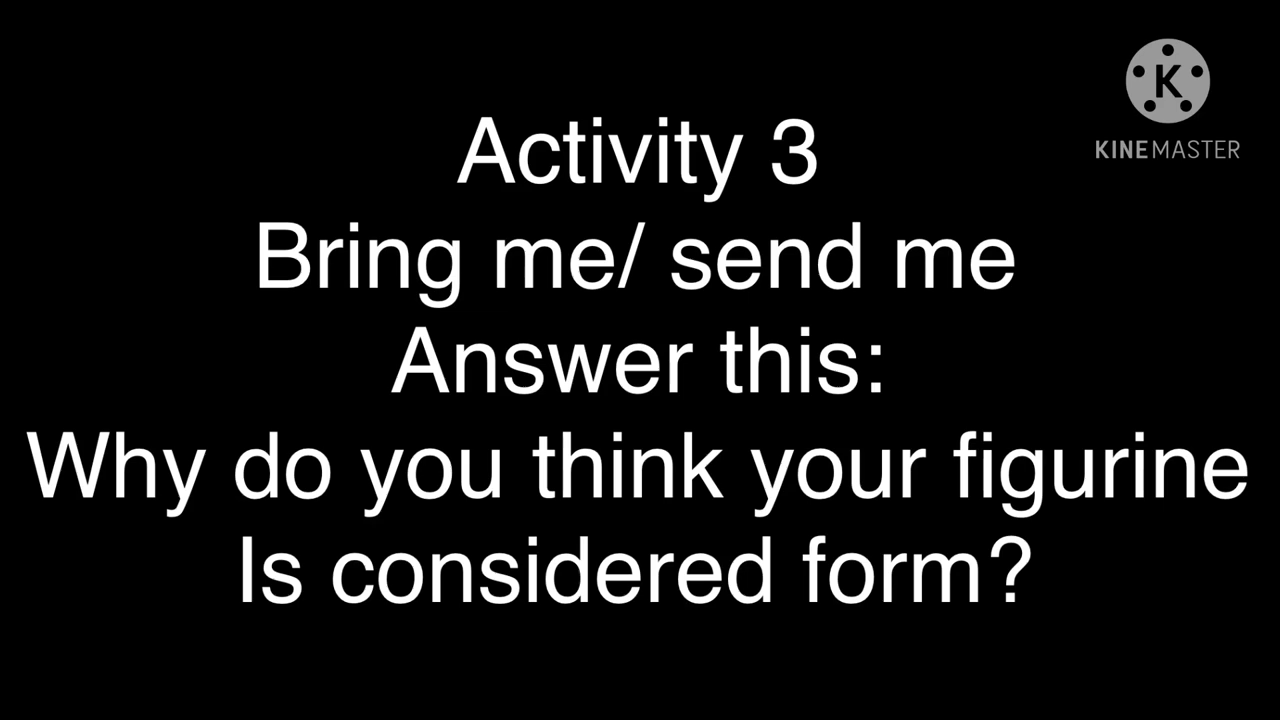 K
KINEMASTER
Activity 3
Bring me/ send me
Answer this:
Why do you think your figurine
Is considered form?